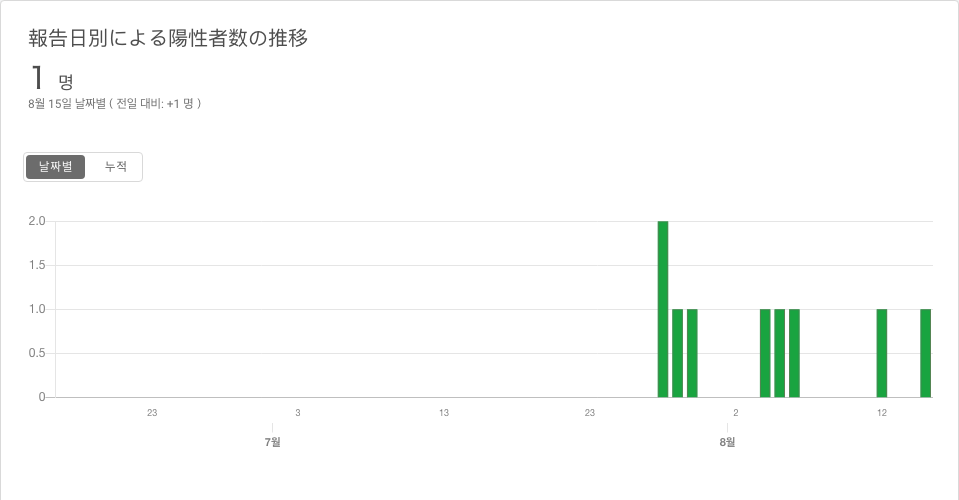 報告日別による陽性者数の推移
1 명
8월 15일 날짜별 ( 전일 대비: +1 명 )
날짜별 누적
2.0
1.5
1.0
0.5
0
23 3 13 23 2 12
7월 8월